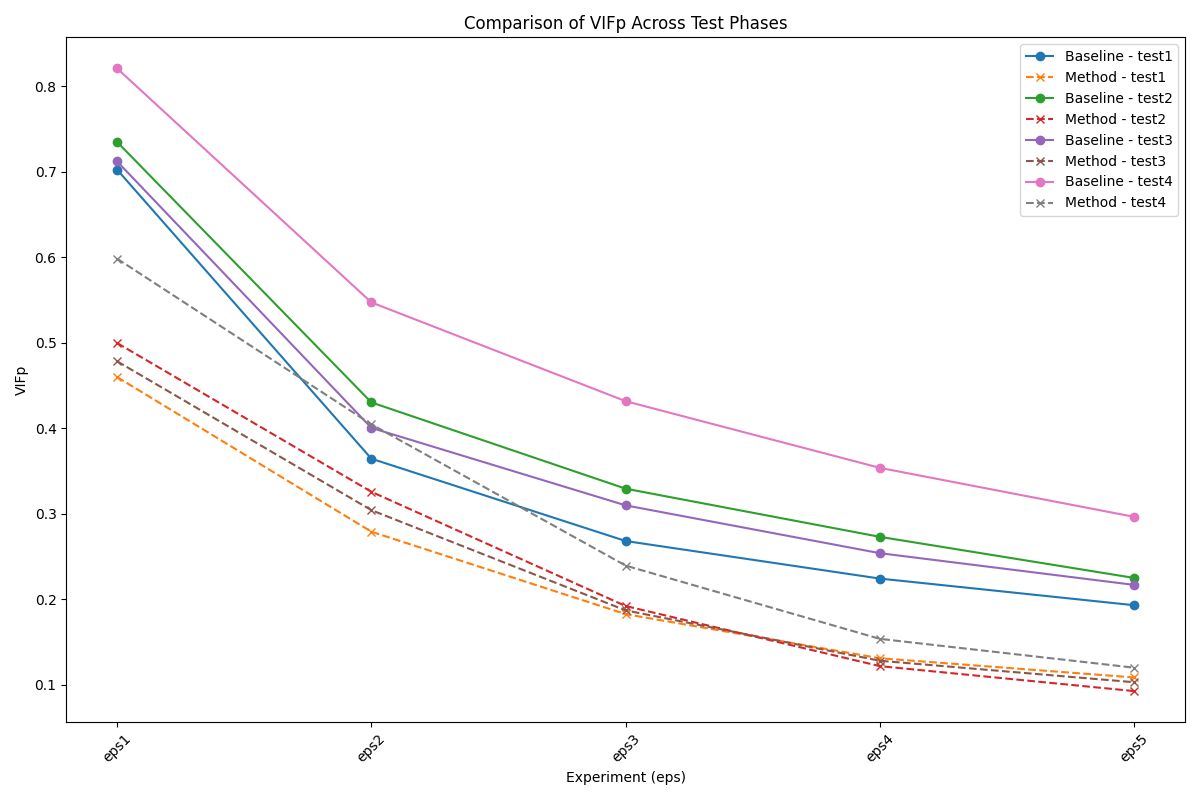 Comparison of VIFp Across Test Phases
Baseline - test1
Method - test1
Baseline - test2
Method - test2
Baseline - test3
Method - test3
Baseline - test4
Method - test4
VIFp
0.8
0.7
0.6
0.5
0.4
0.3
0.2
0.1
eps1
eps2
eps3
eps4
eps5
Experiment (eps)